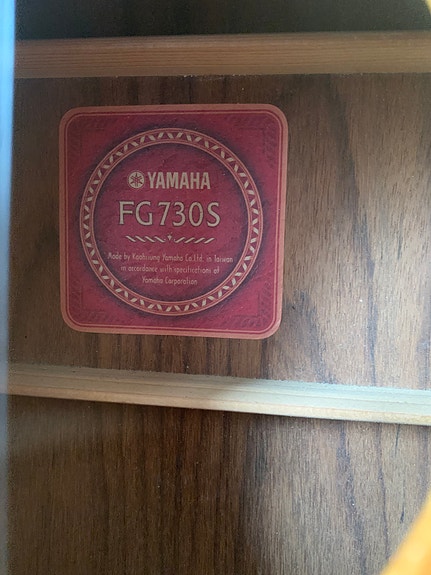 YAMAHA
FG730S
Made by Kaohsiung Yamaha Co.Ltd. in Taiwan
in accordance with specifications of
Yamaha Corporation